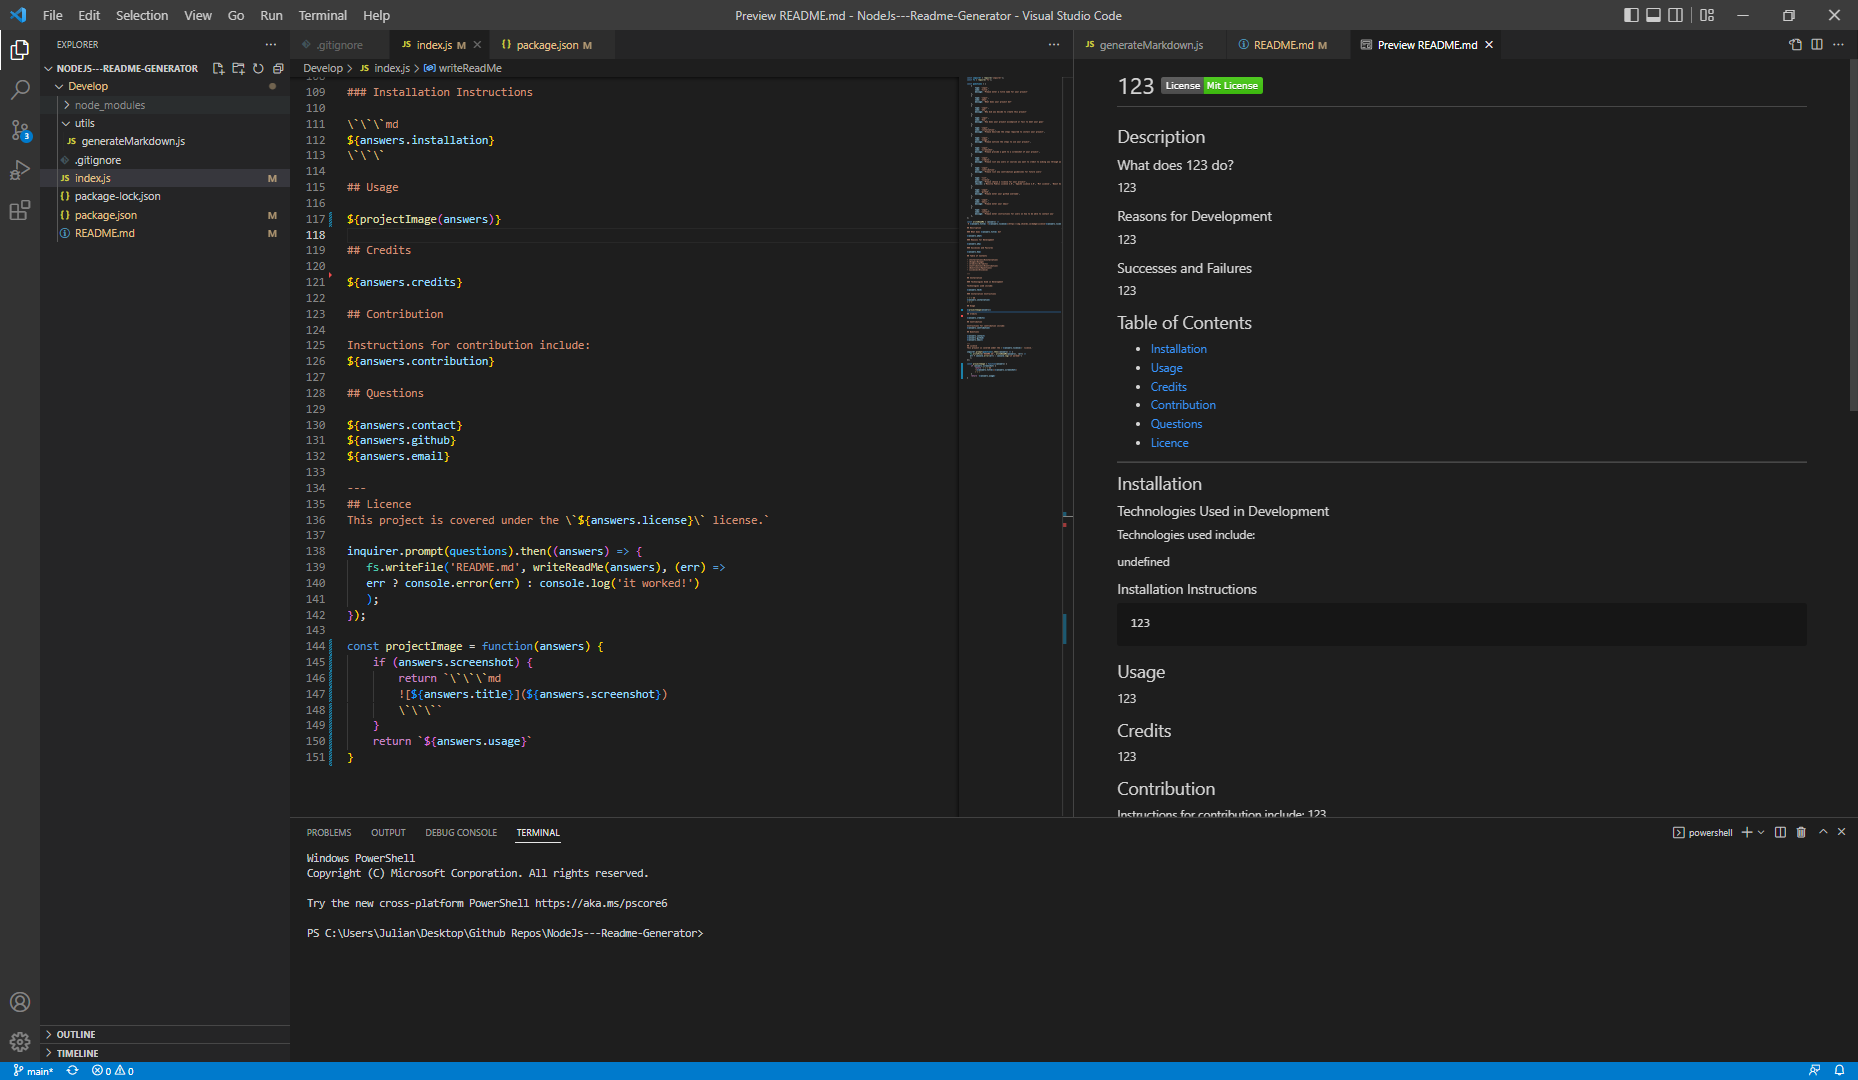 File Edit Selection View Go Run Terminal Help
Preview README.md - NodeJs---Readme-Generator - Visual Studio Code
EXPLORER
NODEJS---README-GENERATOR
Develop
node_modules
utils
JS generateMarkdown.js
.gitignore
JS index.js M
{} package-lock.json
{} package.json M
README.md M
OUTLINE
TIMELINE
3
.gitignore
JS index.js M
{} package.json M
Develop > JS index.js > writeReadMe
109 ### Installation Instructions
110
111 \`\`\`md
112 ${answers.installation}
113 \`\`\`
114
115 ## Usage
116
117 ${projectImage(answers)}
118
119 ## Credits
120
121 ${answers.credits}
122
123 ## Contribution
124
125 Instructions for contribution include:
126 ${answers.contribution}
127
128 ## Questions
129
130 ${answers.contact}
131 ${answers.github}
132 ${answers.email}
133
134 ---
135 ## Licence
136 This project is covered under the \`${answers.license}\` license.`
137
138 inquirer.prompt(questions).then((answers) => {
139 fs.writeFile('README.md', writeReadMe(answers), (err) =>
140 err ? console.error(err) : console.log('it worked!')
141 );
142 });
143
144 const projectImage = function(answers) {
145 if (answers.screenshot) {
146 return `\`\`\`md
147 ![${answers.title}](${answers.screenshot})
148 \`\`\``
149 }
150 return `${answers.usage}`
151 }
JS generateMarkdown.js
README.md M
Preview README.md
123 License Mit License
Description
What does 123 do?
123
Reasons for Development
123
Successes and Failures
123
Table of Contents
• Installation
• Usage
• Credits
• Contribution
• Questions
• Licence
Installation
Technologies Used in Development
Technologies used include:
undefined
Installation Instructions
123
Usage
123
Credits
123
Contribution
Instructions for contribution include: 123
PROBLEMS OUTPUT DEBUG CONSOLE TERMINAL
powershell
Windows PowerShell
Copyright (C) Microsoft Corporation. All rights reserved.
Try the new cross-platform PowerShell https://aka.ms/pscore6
PS C:\Users\Julian\Desktop\Github Repos\NodeJs---Readme-Generator>
main* 0 0